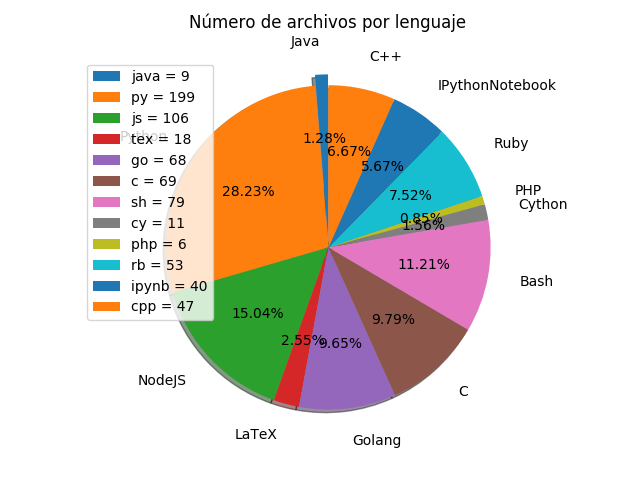 Número de archivos por lenguaje
Java
C++
IPythonNotebook
Ruby
PHP
Cython
Bash
C
Golang
LaTeX
NodeJS
Python
java = 9
py = 199
js = 106
tex = 18
go = 68
c = 69
sh = 79
cy = 11
php = 6
rb = 53
ipynb = 40
cpp = 47
1.28%
6.67%
5.67%
7.52%
0.85%
1.56%
11.21%
9.79%
9.65%
2.55%
15.04%
28.23%